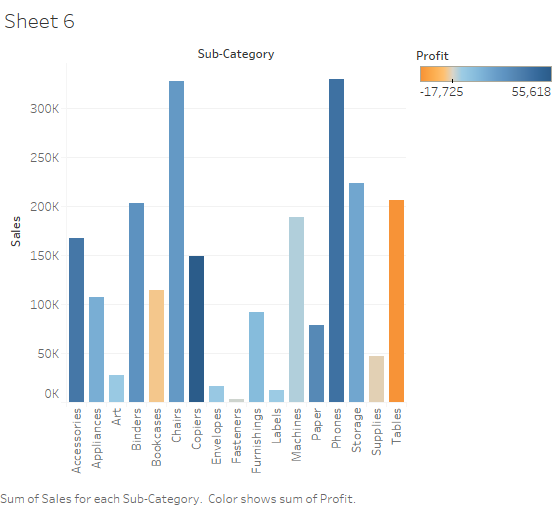 Sheet 6
Sub-Category
Profit
-17,725 55,618
300K
250K
200K
150K
100K
50K
0K
Sales
Accessories
Appliances
Art
Binders
Bookcases
Chairs
Copiers
Envelopes
Fasteners
Furnishings
Labels
Machines
Paper
Phones
Storage
Supplies
Tables
Sum of Sales for each Sub-Category. Color shows sum of Profit.